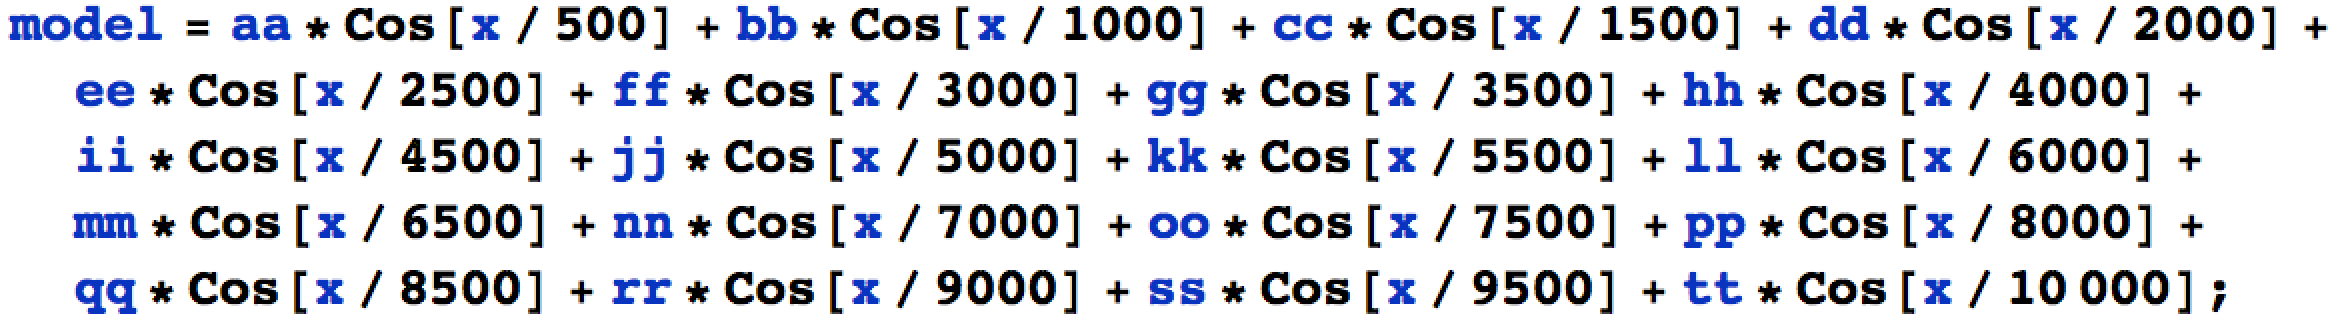 model = aa * Cos[x / 500] + bb * Cos[x / 1000] + cc * Cos[x / 1500] + dd * Cos[x / 2000] +
ee * Cos[x / 2500] + ff * Cos[x / 3000] + gg * Cos[x / 3500] + hh * Cos[x / 4000] +
ii * Cos[x / 4500] + jj * Cos[x / 5000] + kk * Cos[x / 5500] + ll * Cos[x / 6000] +
mm * Cos[x / 6500] + nn * Cos[x / 7000] + oo * Cos[x / 7500] + pp * Cos[x / 8000] +
qq * Cos[x / 8500] + rr * Cos[x / 9000] + ss * Cos[x / 9500] + tt * Cos[x / 10 000];